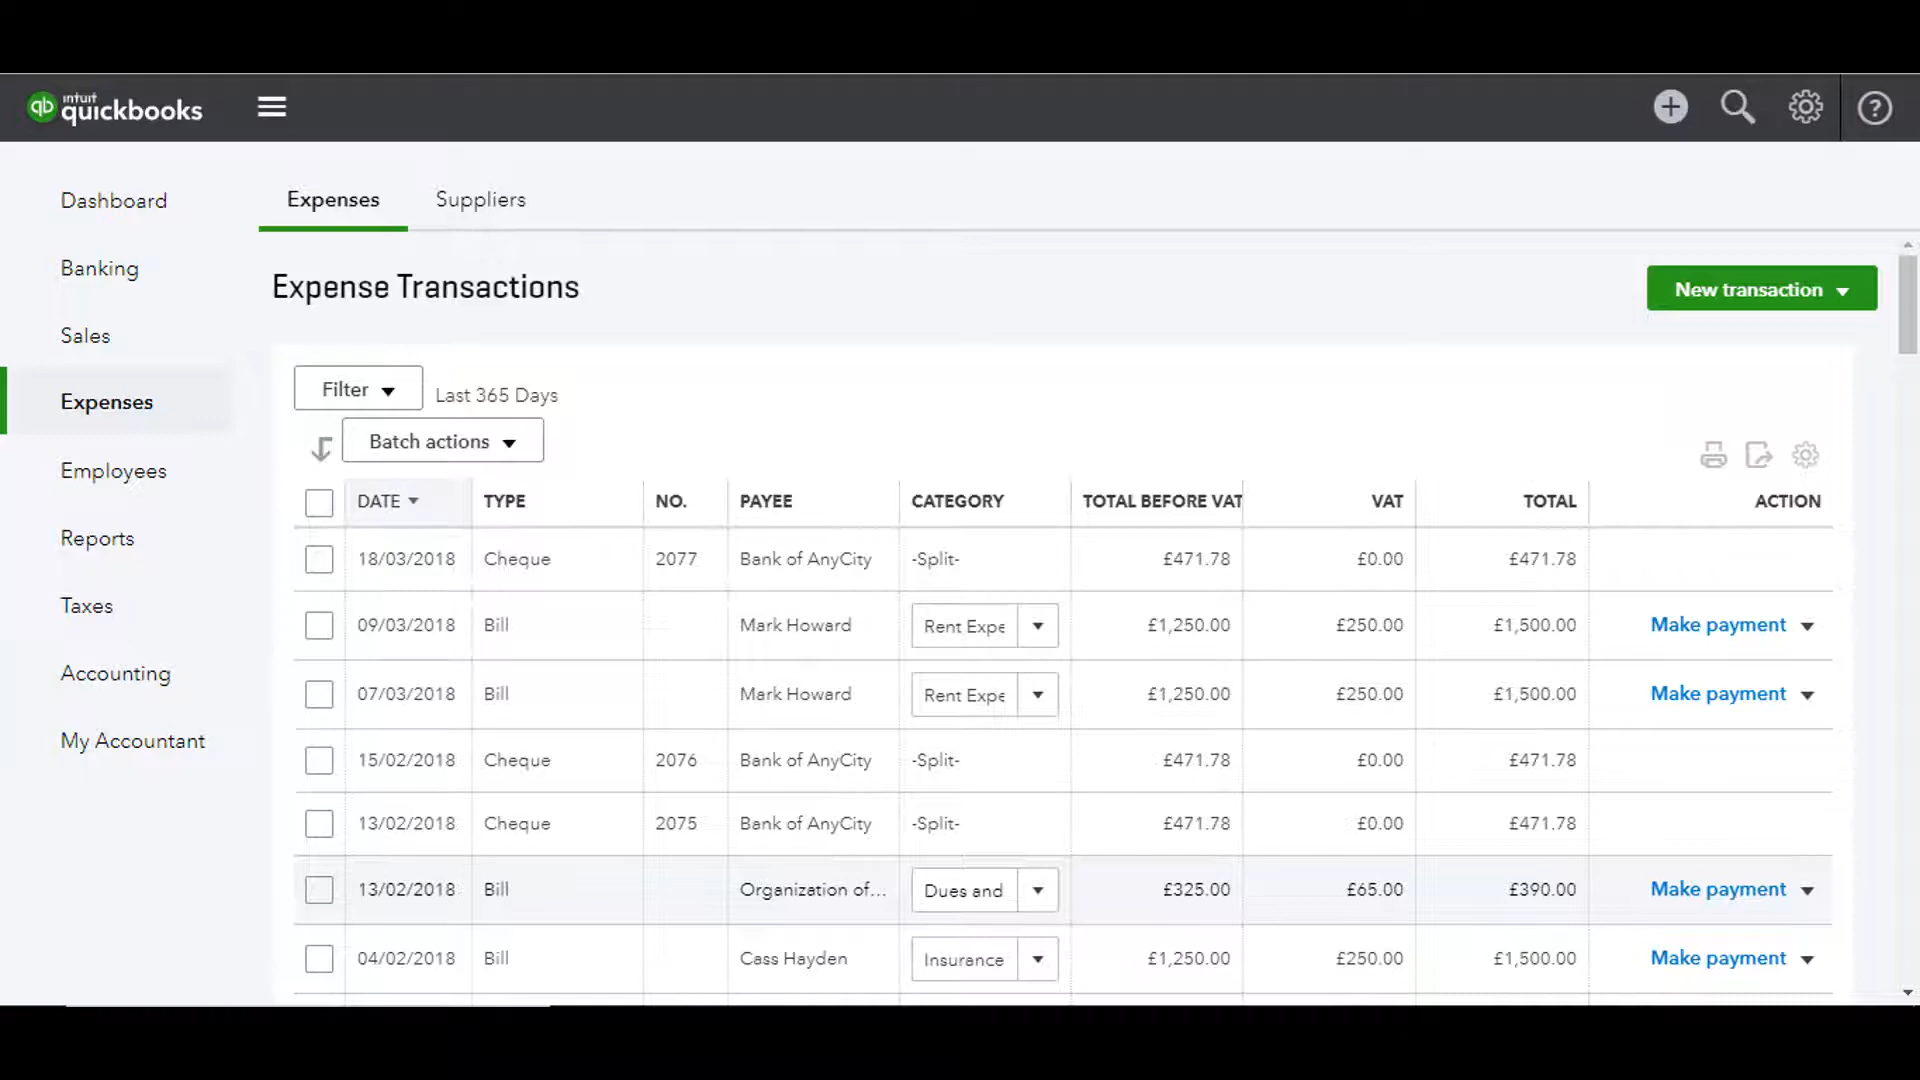 intuit
quickbooks
Dashboard
Banking
Sales
Expenses
Employees
Reports
Taxes
Accounting
My Accountant
Expenses Suppliers
Expense Transactions
New transaction
Filter Last 365 Days
Batch actions
DATE TYPE NO. PAYEE CATEGORY TOTAL BEFORE VAT VAT TOTAL ACTION
18/03/2018 Cheque 2077 Bank of AnyCity -Split- £471.78 £0.00 £471.78
09/03/2018 Bill Mark Howard Rent Expe £1,250.00 £250.00 £1,500.00 Make payment
07/03/2018 Bill Mark Howard Rent Expe £1,250.00 £250.00 £1,500.00 Make payment
15/02/2018 Cheque 2076 Bank of AnyCity -Split- £471.78 £0.00 £471.78
13/02/2018 Cheque 2075 Bank of AnyCity -Split- £471.78 £0.00 £471.78
13/02/2018 Bill Organization of... Dues and £325.00 £65.00 £390.00 Make payment
04/02/2018 Bill Cass Hayden Insurance £1,250.00 £250.00 £1,500.00 Make payment